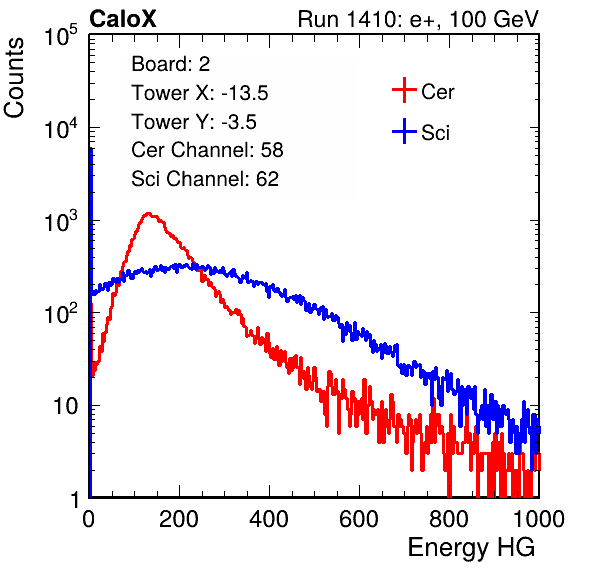 CaloX Run 1410: e+, 100 GeV
Counts
10^5
10^4
10^3
10^2
10
1
Board: 2
Tower X: -13.5
Tower Y: -3.5
Cer Channel: 58
Sci Channel: 62
Cer
Sci
0 200 400 600 800 1000
Energy HG